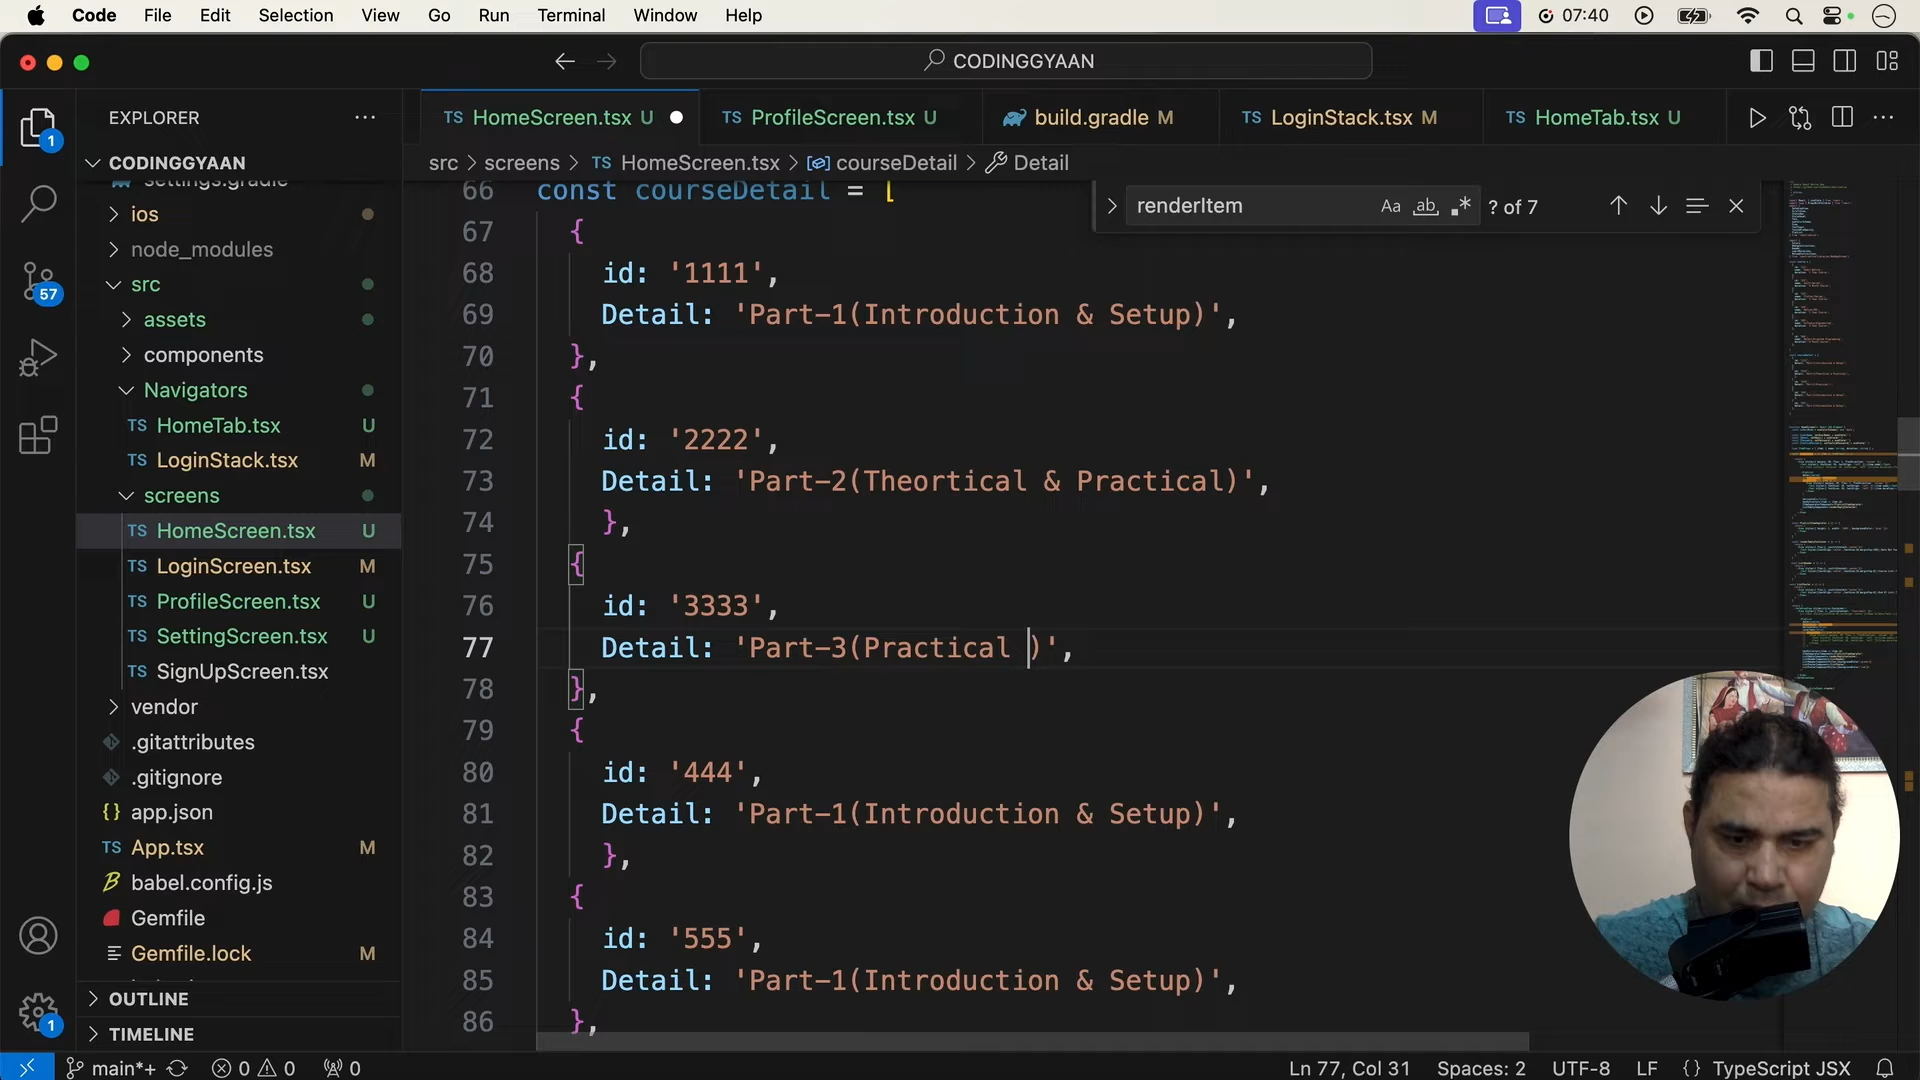 Code File Edit Selection View Go Run Terminal Window Help 07:40
CODINGGYAAN
EXPLORER
TS HomeScreen.tsx U
TS ProfileScreen.tsx U
build.gradle M
TS LoginStack.tsx M
TS HomeTab.tsx U
CODINGGYAAN
src > screens > TS HomeScreen.tsx > courseDetail > Detail
renderItem Aa ab ? of 7
settings.gradle
ios
node_modules
src
assets
components
Navigators
TS HomeTab.tsx U
TS LoginStack.tsx M
screens
TS HomeScreen.tsx U
TS LoginScreen.tsx M
TS ProfileScreen.tsx U
TS SettingScreen.tsx U
TS SignUpScreen.tsx
vendor
.gitattributes
.gitignore
{} app.json
TS App.tsx M
babel.config.js
Gemfile
Gemfile.lock M
OUTLINE
TIMELINE
1
57
1
66 const courseDetail = [
67 {
68 id: '1111',
69 Detail: 'Part-1(Introduction & Setup)',
70 },
71 {
72 id: '2222',
73 Detail: 'Part-2(Theortical & Practical)',
74 },
75 {
76 id: '3333',
77 Detail: 'Part-3(Practical )',
78 },
79 {
80 id: '444',
81 Detail: 'Part-1(Introduction & Setup)',
82 },
83 {
84 id: '555',
85 Detail: 'Part-1(Introduction & Setup)',
86 },
main*+ 0 0 0 Ln 77, Col 31 Spaces: 2 UTF-8 LF {} TypeScript JSX